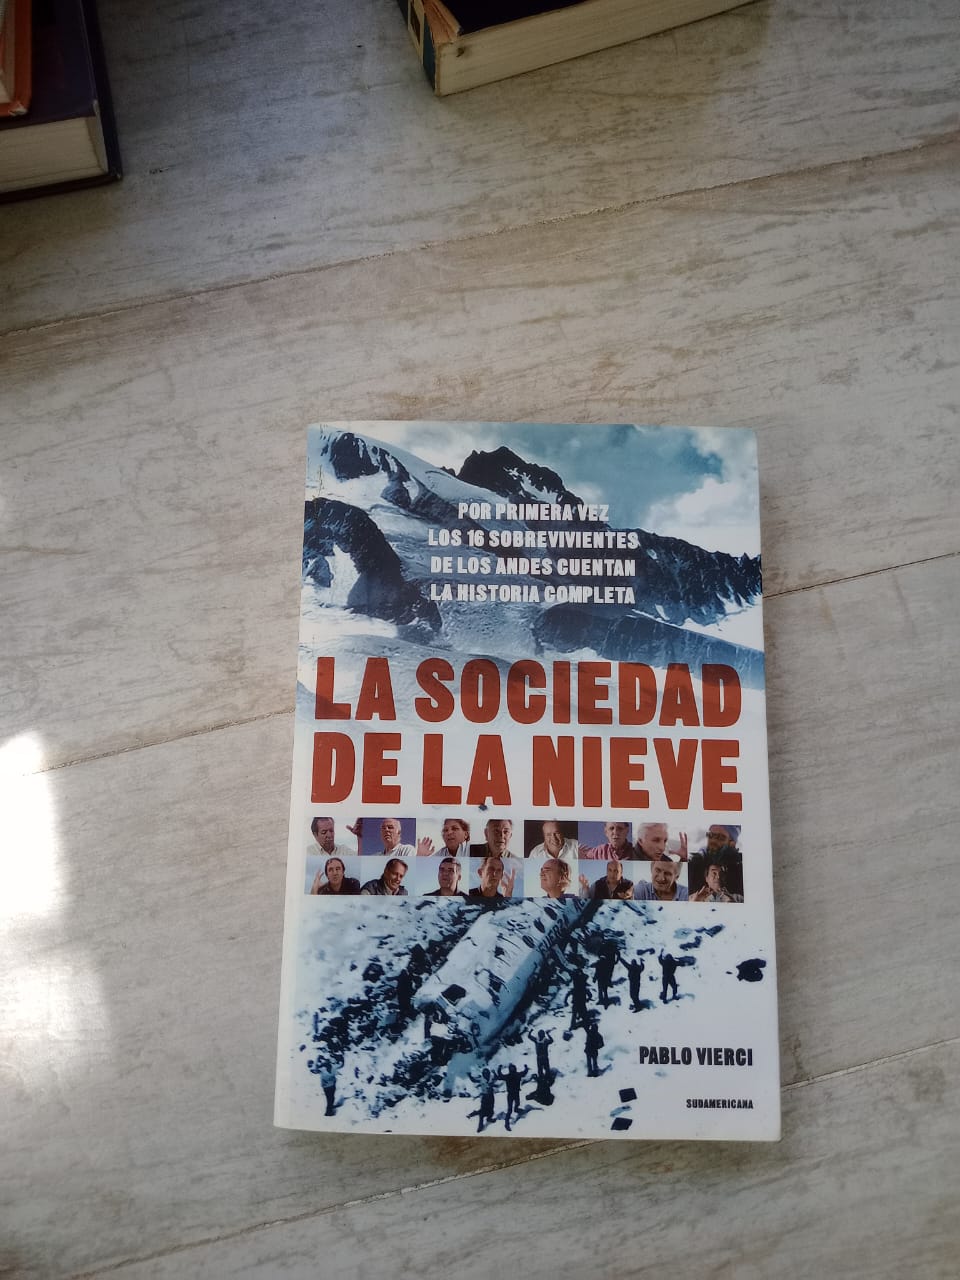 POR PRIMERA VEZ
LOS 16 SOBREVIVIENTES
DE LOS ANDES CUENTAN
LA HISTORIA COMPLETA
LA SOCIEDAD
DE LA NIEVE
PABLO VIERCI
SUDAMERICANA